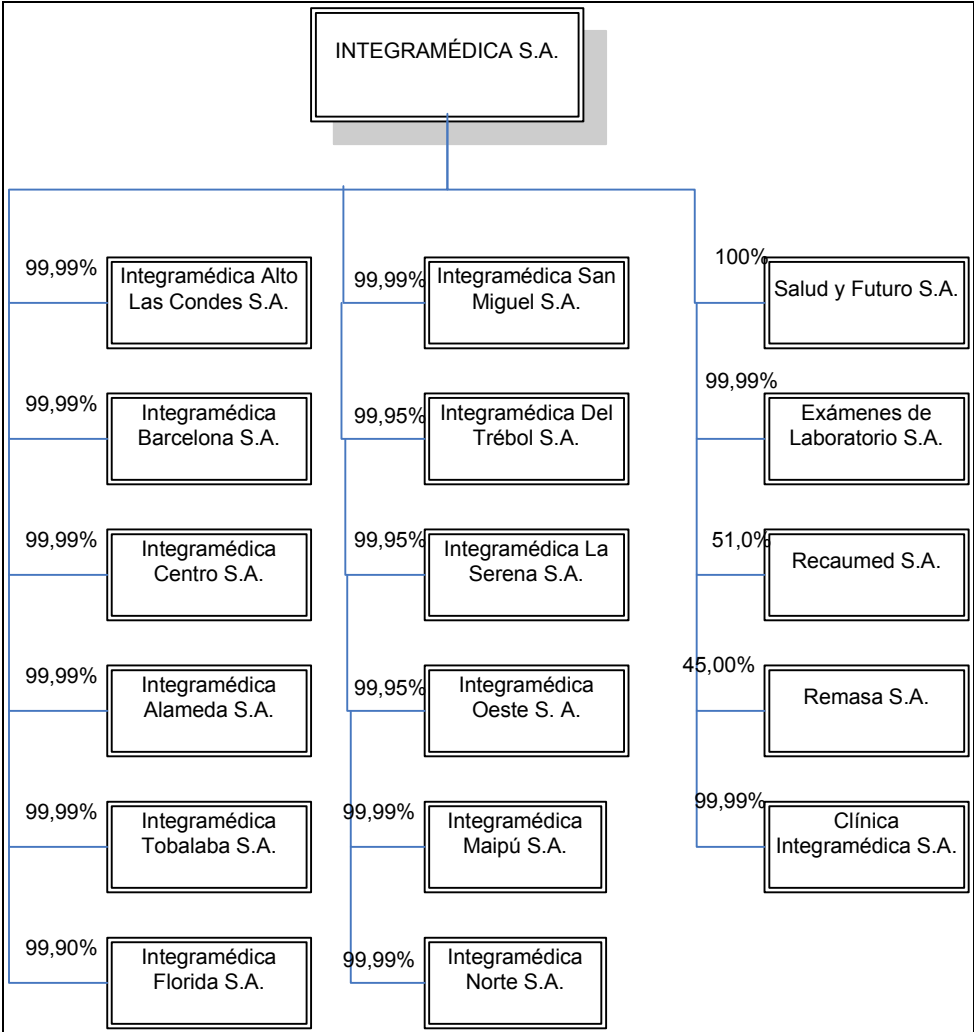 INTEGRAMÉDICA S.A.
99,99%
Integramédica Alto
Las Condes S.A.
99,99%
Integramédica
Barcelona S.A.
99,99%
Integramédica
Centro S.A.
99,99%
Integramédica
Alameda S.A.
99,99%
Integramédica
Tobalaba S.A.
99,90%
Integramédica
Florida S.A.
99,99%
Integramédica San
Miguel S.A.
99,95%
Integramédica Del
Trébol S.A.
99,95%
Integramédica La
Serena S.A.
99,95%
Integramédica
Oeste S. A.
99,99%
Integramédica
Maipú S.A.
99,99%
Integramédica
Norte S.A.
100%
Salud y Futuro S.A.
99,99%
Exámenes de
Laboratorio S.A.
51,0%
Recaumed S.A.
45,00%
Remasa S.A.
99,99%
Clínica
Integramédica S.A.